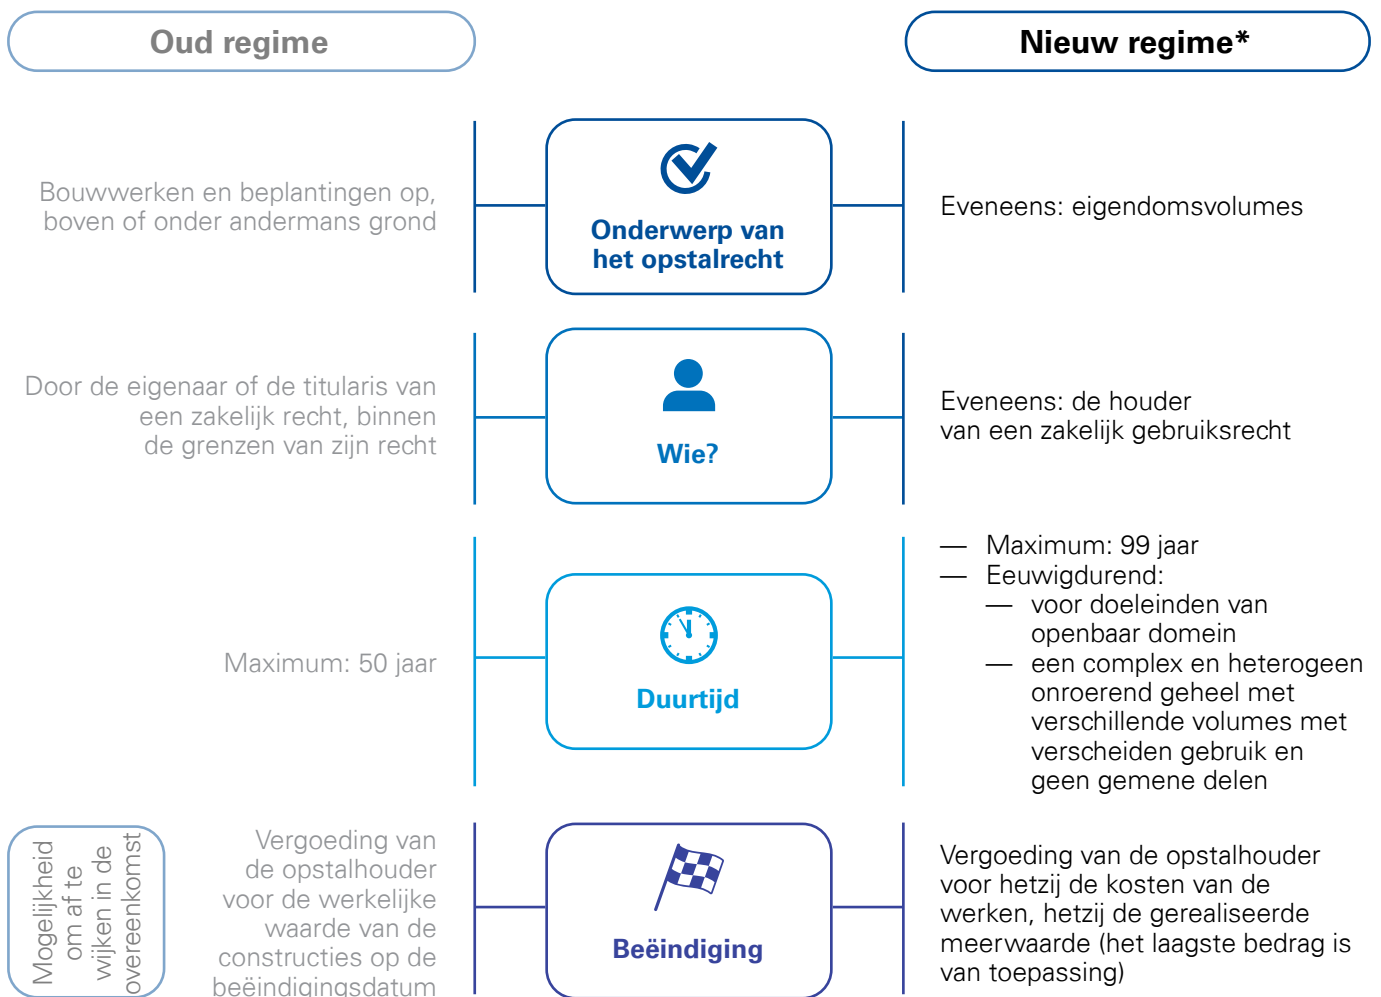 Oud regime
Nieuw regime*
Bouwwerken en beplantingen op,
boven of onder andermans grond
Onderwerp van
het opstalrecht
Eveneens: eigendomsvolumes
Door de eigenaar of de titularis van
een zakelijk recht, binnen
de grenzen van zijn recht
Wie?
Eveneens: de houder
van een zakelijk gebruiksrecht
Maximum: 50 jaar
Duurtijd
— Maximum: 99 jaar
— Eeuwigdurend:
— voor doeleinden van
openbaar domein
— een complex en heterogeen
onroerend geheel met
verschillende volumes met
verscheiden gebruik en
geen gemene delen
Mogelijkheid
om af te
wijken in de
overeenkomst
Vergoeding van
de opstalhouder
voor de werkelijke
waarde van de
constructies op de
beëindigingsdatum
Beëindiging
Vergoeding van de opstalhouder
voor hetzij de kosten van de
werken, hetzij de gerealiseerde
meerwaarde (het laagste bedrag is
van toepassing)